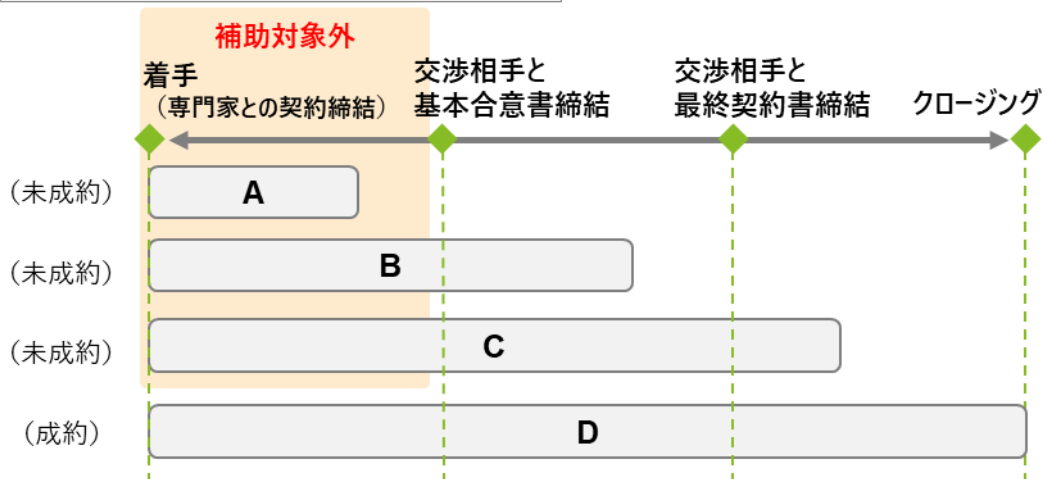 補助対象外
着手
（専門家との契約締結）
交渉相手と
基本合意書締結
交渉相手と
最終契約書締結
クロージング
（未成約）
A
（未成約）
B
（未成約）
C
（成約）
D